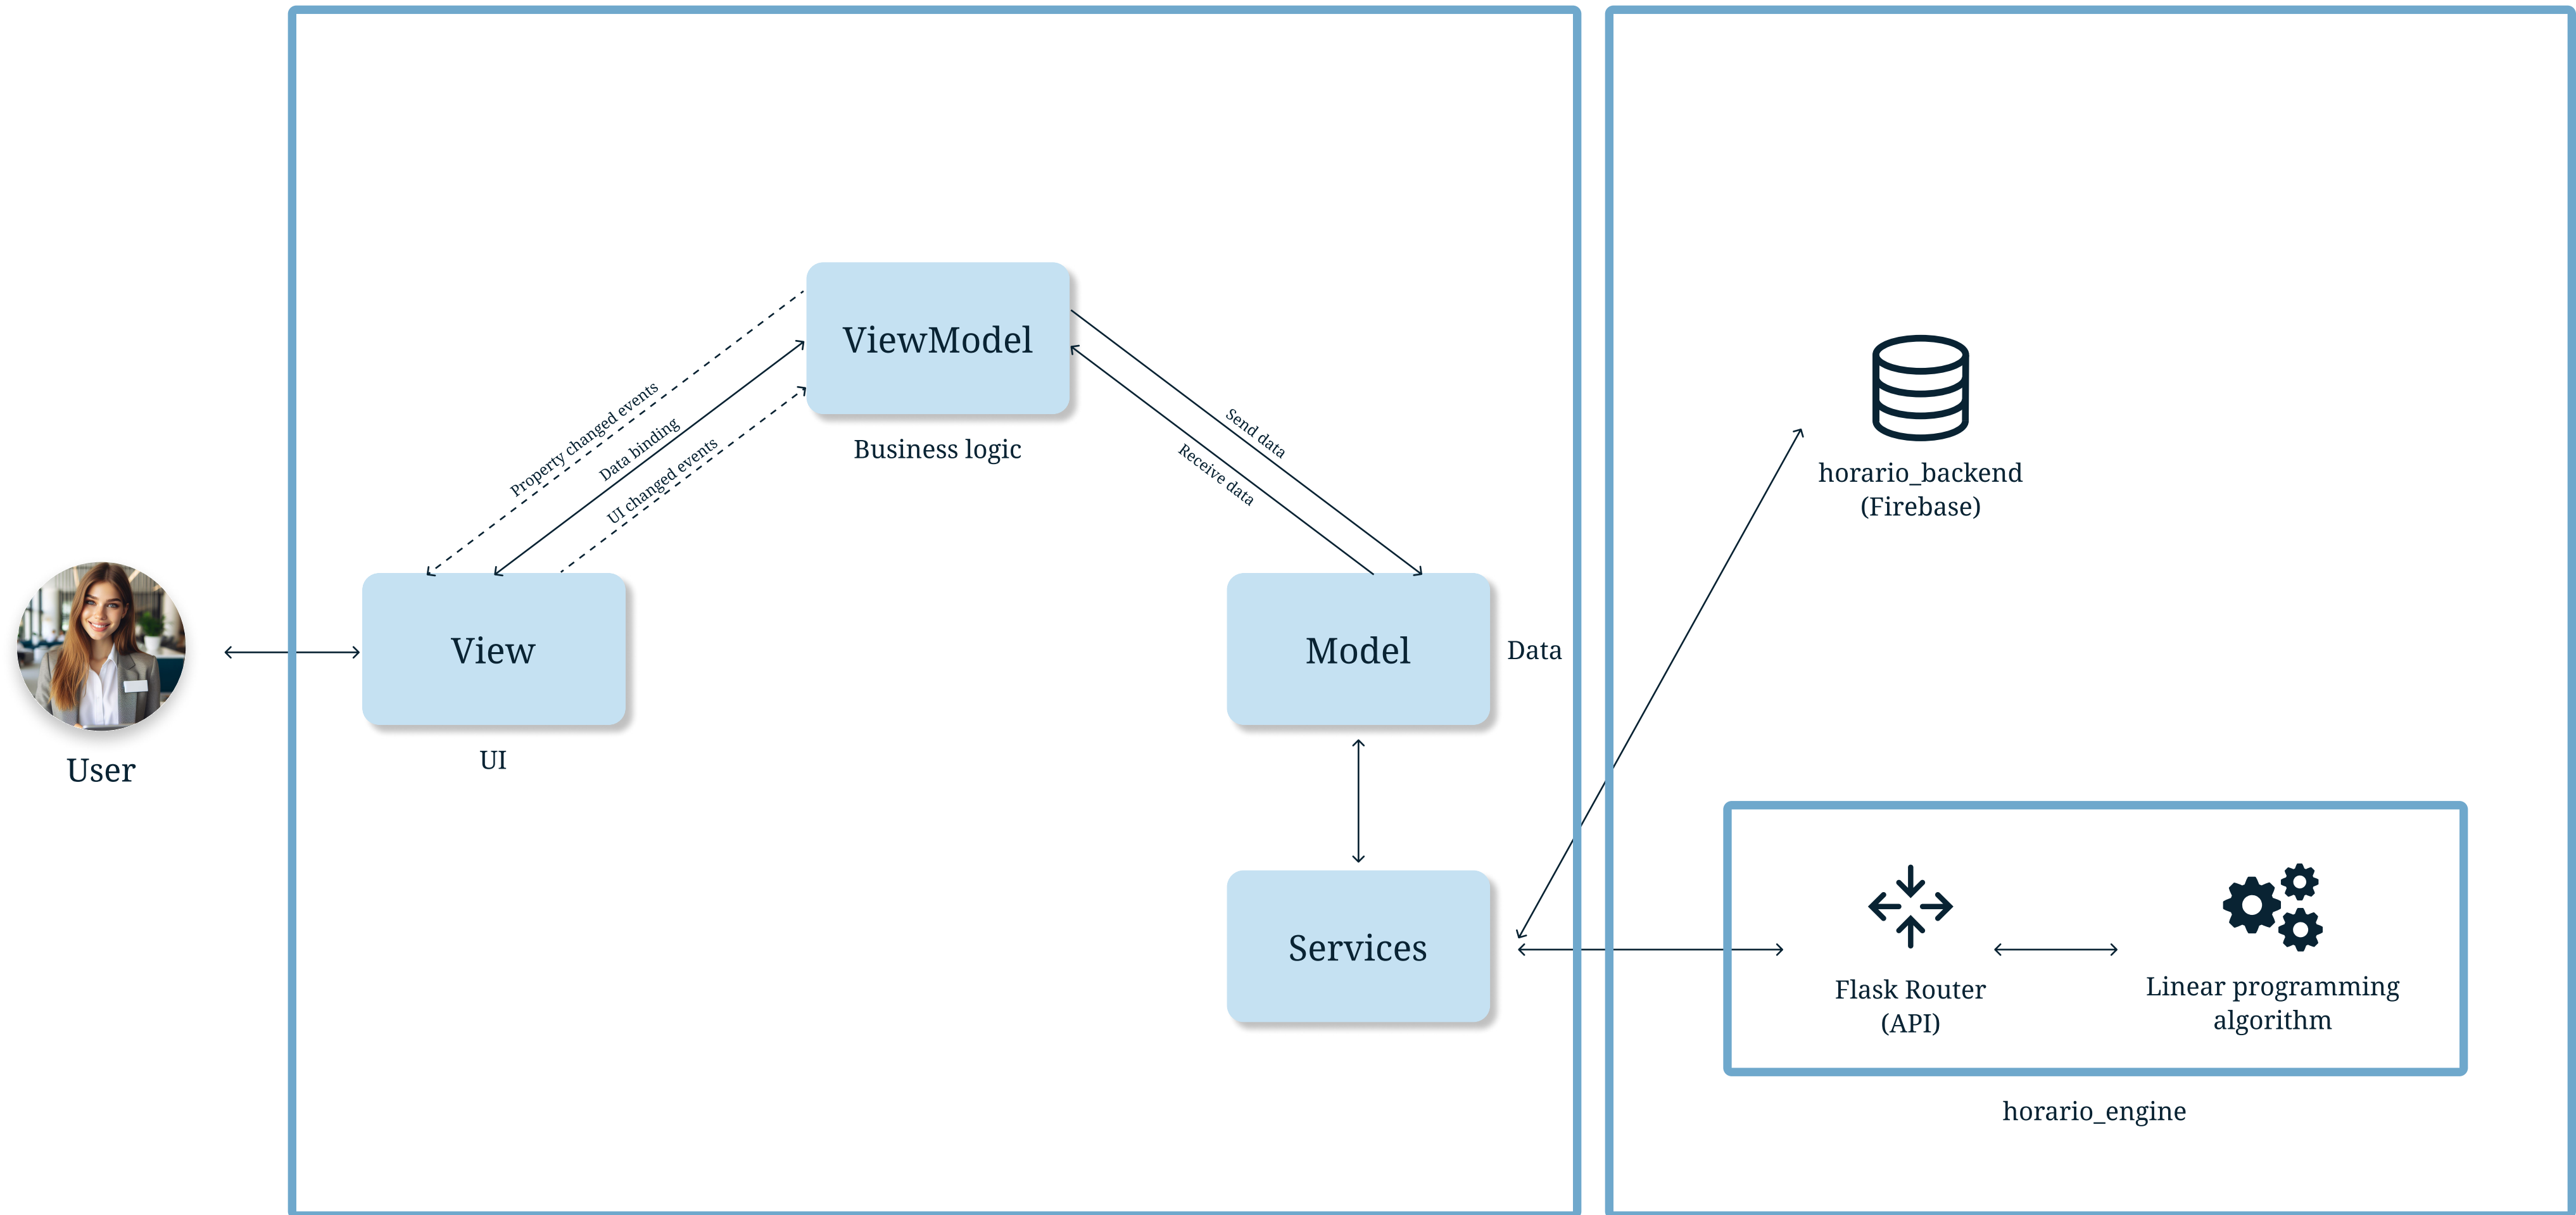 ViewModel
Business logic
Property changed events
Data binding
UI changed events
Send data
Receive data
User
View
UI
Model
Data
Services
horario_backend
(Firebase)
Flask Router
(API)
Linear programming
algorithm
horario_engine